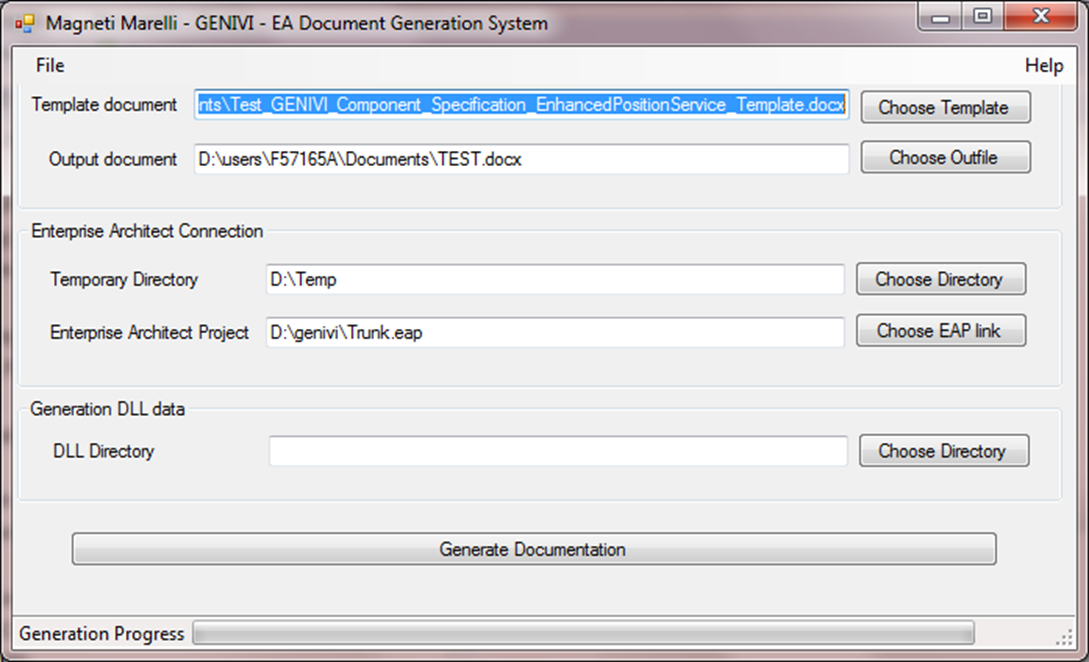 Magneti Marelli - GENIVI - EA Document Generation System
File Help
Template document nts\Test_GENIVI_Component_Specification_EnhancedPositionService_Template.docx Choose Template
Output document D:\users\F57165A\Documents\TEST.docx Choose Outfile
Enterprise Architect Connection
Temporary Directory D:\Temp Choose Directory
Enterprise Architect Project D:\genivi\Trunk.eap Choose EAP link
Generation DLL data
DLL Directory Choose Directory
Generate Documentation
Generation Progress